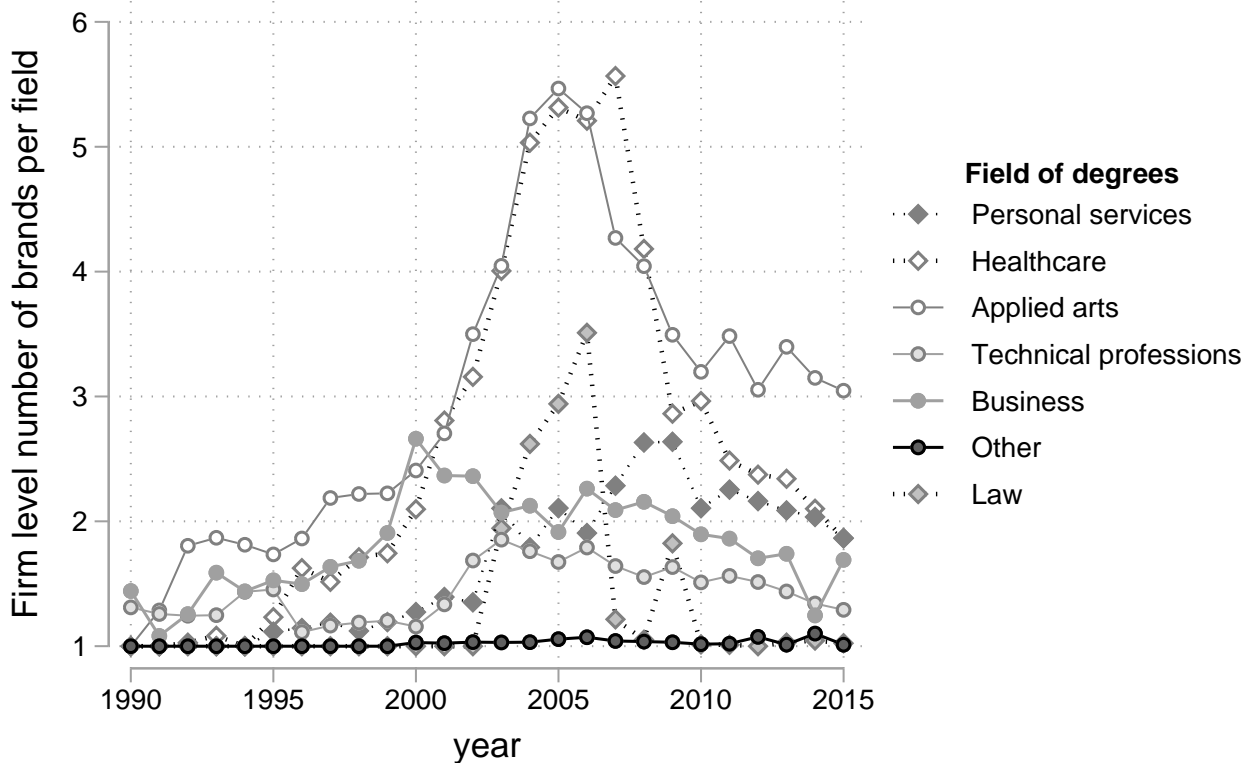 6
5
4
3
2
1
Firm level number of brands per field
1990 1995 2000 2005 2010 2015
year
Field of degrees
Personal services
Healthcare
Applied arts
Technical professions
Business
Other
Law